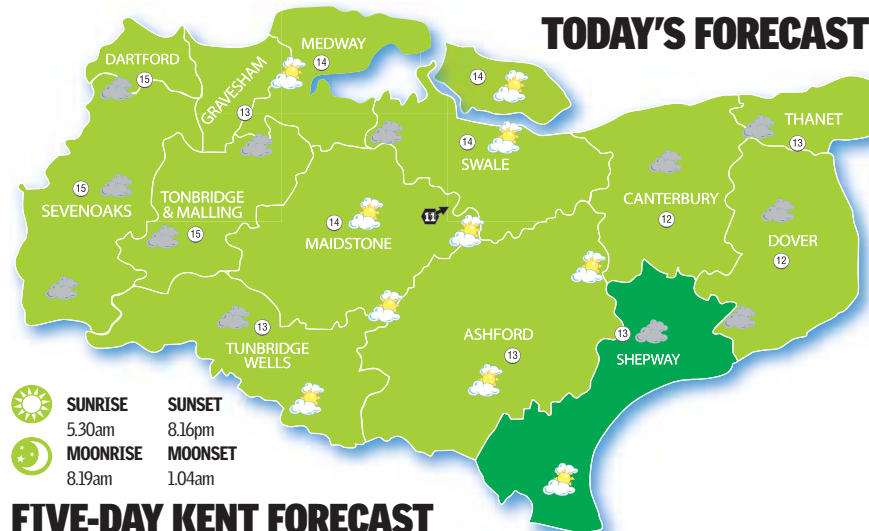 TODAY'S FORECAST
MEDWAY
14
DARTFORD
15
GRAVESHAM
13
14
THANET
13
14
SWALE
15
SEVENOAKS
TONBRIDGE
& MALLING
15
14
MAIDSTONE
11
CANTERBURY
12
DOVER
12
13
TUNBRIDGE
WELLS
ASHFORD
13
13
SHEPWAY
SUNRISE SUNSET
5.30am 8.16pm
MOONRISE MOONSET
8.19am 1.04am
FIVE-DAY KENT FORECAST